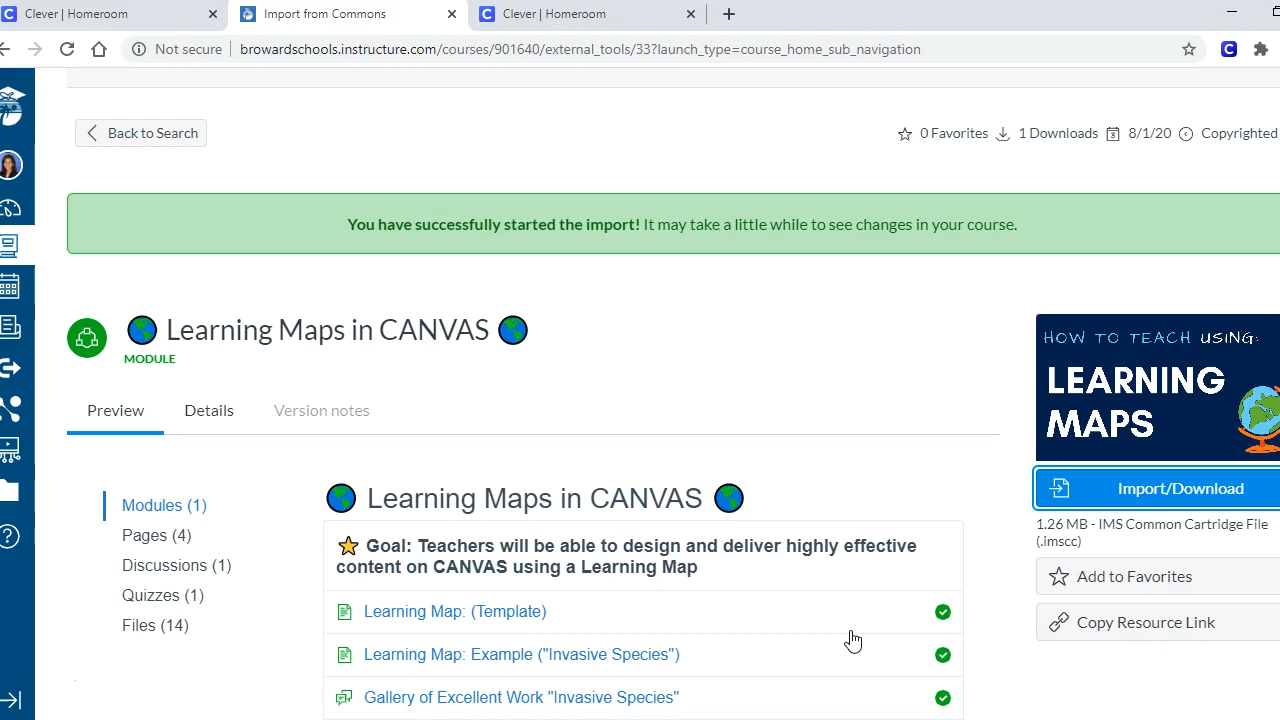 Clever | Homeroom
Import from Commons
Clever | Homeroom
Not secure
browardschools.instructure.com/courses/901640/external_tools/33?launch_type=course_home_sub_navigation
Back to Search
0 Favorites
1 Downloads
8/1/20
Copyrighted
You have successfully started the import! It may take a little while to see changes in your course.
Learning Maps in CANVAS
MODULE
HOW TO TEACH USING:
LEARNING
MAPS
Preview
Details
Version notes
Import/Download
1.26 MB - IMS Common Cartridge File
(.imscc)
Add to Favorites
Copy Resource Link
Modules (1)
Pages (4)
Discussions (1)
Quizzes (1)
Files (14)
Learning Maps in CANVAS
Goal: Teachers will be able to design and deliver highly effective
content on CANVAS using a Learning Map
Learning Map: (Template)
Learning Map: Example ("Invasive Species")
Gallery of Excellent Work "Invasive Species"